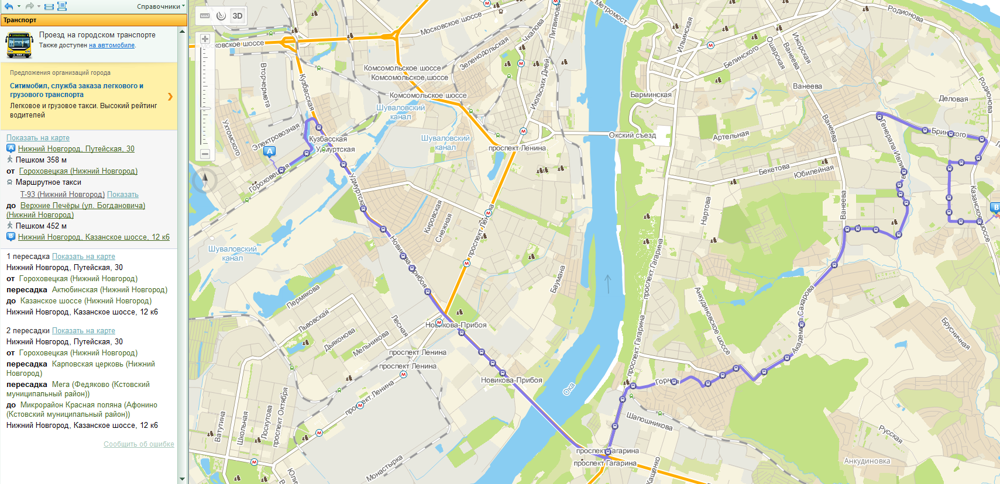 Справочники
Транспорт
Проезд на городском транспорте
Также доступен на автомобиле.
Предложения организаций города
Ситимобил, служба заказа легкового и
грузового транспорта
Легковое и грузовое такси. Высокий рейтинг
водителей
Показать на карте
A Нижний Новгород, Путейская, 30
Пешком 358 м
от Гороховецкая (Нижний Новгород)
Маршрутное такси
Т-93 (Нижний Новгород) Показать
до Верхние Печёры (ул. Богдановича)
(Нижний Новгород)
Пешком 452 м
B Нижний Новгород, Казанское шоссе, 12 к6
1 пересадка Показать на карте
Нижний Новгород, Путейская, 30
от Гороховецкая (Нижний Новгород)
пересадка Актюбинская (Нижний Новгород)
до Казанское шоссе (Нижний Новгород)
Нижний Новгород, Казанское шоссе, 12 к6
2 пересадки Показать на карте
Нижний Новгород, Путейская, 30
от Гороховецкая (Нижний Новгород)
пересадка Карповская церковь (Нижний
Новгород)
пересадка Мега (Федяково (Кстовский
муниципальный район))
до Микрорайон Красная поляна (Афонино
(Кстовский муниципальный район))
Нижний Новгород, Казанское шоссе, 12 к6
Сообщить об ошибке
3D
Московское шоссе
Московское шоссе
Чкалова
Литвинова
Метромост
Ильинская
Родионова
Ижорская
Ошарская
Ванеева
Белинского
Зеленодольская
Комсомольское шоссе
Комсомольское шоссе
Комсомольское шоссе
Вторчермета
Кузбасская
Июльских Дней
Барминская
Ванеева
Деловая
Родионова
Шуваловский
канал
Ухтомского
Электровозная
Кузбасская
Удмуртская
Шуваловский
канал
проспект Ленина
Окский съезд
Артельная
Ванеева
Генерала Ивлиева
Бринского
A
Гороховецкая
Удмуртская
Бекетова
Юбилейная
Казанское шоссе
B
Кировская
Снежная
проспект Ленина
Нартова
Ванеева
Шуваловский
канал
Новикова-Прибоя
проспект Ленина
проспект Гагарина
Баумана
Пермякова
Львовская
Дьяконова
Мельникова
Лесная
Новикова-Прибоя
проспект Гагарина
Анкудиновское шоссе
Академика Сахарова
Брусничная
проспект Ленина
проспект Ленина
проспект Ленина
Новикова-Прибоя
Ока
Горная
Ватутина
Школьная
Лоскутова
проспект Октября
Шапошникова
Русская
проспект Гагарина
проспект Гагарина
Монастырка
Анкудиновка